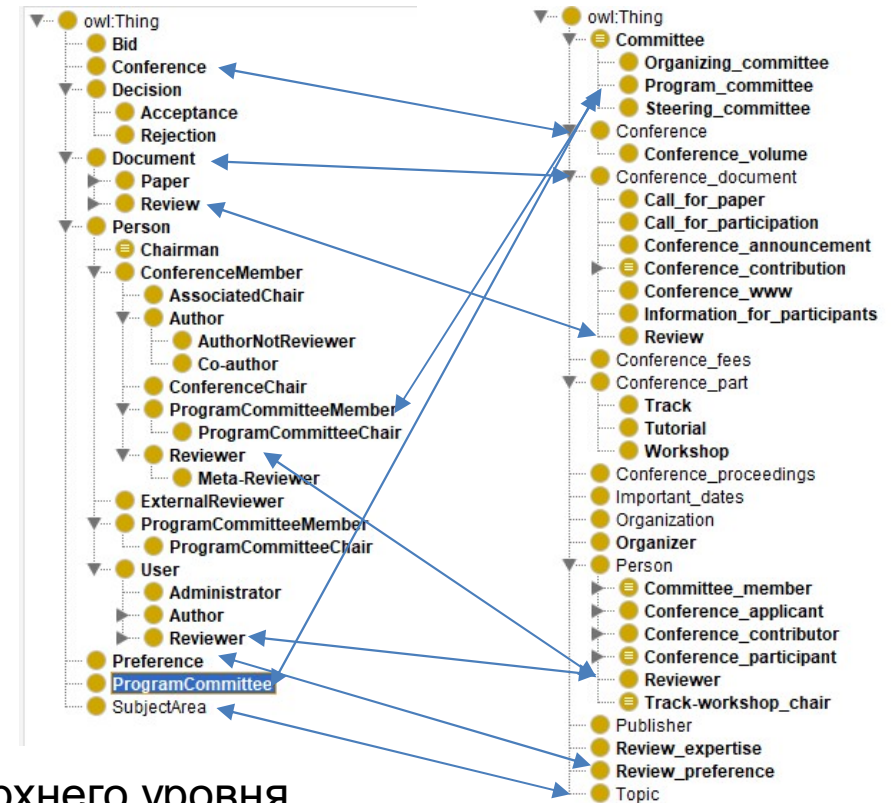 owl:Thing
Bid
Conference
Decision
Acceptance
Rejection
Document
Paper
Review
Person
Chairman
ConferenceMember
AssociatedChair
Author
AuthorNotReviewer
Co-author
ConferenceChair
ProgramCommitteeMember
ProgramCommitteeChair
Reviewer
Meta-Reviewer
ExternalReviewer
ProgramCommitteeMember
ProgramCommitteeChair
User
Administrator
Author
Reviewer
Preference
ProgramCommittee
SubjectArea
owl:Thing
Committee
Organizing_committee
Program_committee
Steering_committee
Conference
Conference_volume
Conference_document
Call_for_paper
Call_for_participation
Conference_announcement
Conference_contribution
Conference_www
Information_for_participants
Review
Conference_fees
Conference_part
Track
Tutorial
Workshop
Conference_proceedings
Important_dates
Organization
Organizer
Person
Committee_member
Conference_applicant
Conference_contributor
Conference_participant
Reviewer
Track-workshop_chair
Publisher
Review_expertise
Review_preference
Topic
уровня